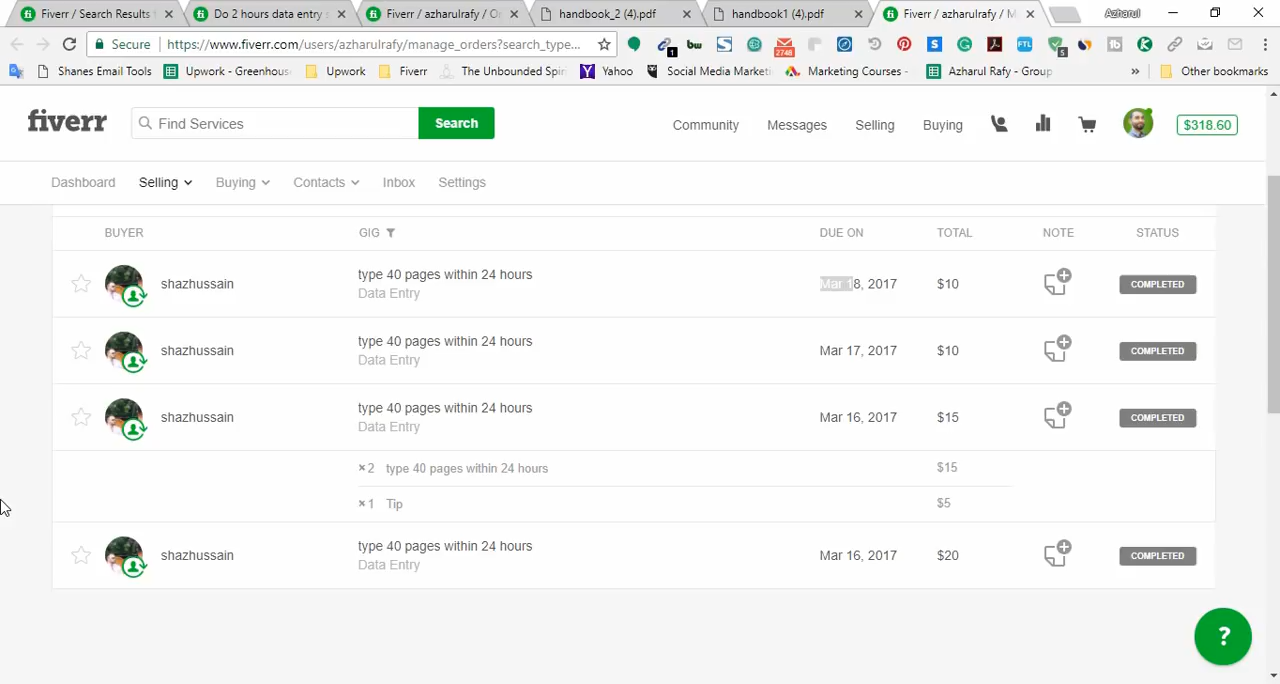 Fiverr / Search Results
Do 2 hours data entry
Fiverr / azharulrafy / Or
handbook_2 (4).pdf
handbook1 (4).pdf
Fiverr / azharulrafy / M
Azharul
Secure
https://www.fiverr.com/users/azharulrafy/manage_orders?search_type...
1
bw
2746
FTL
5
Shanes Email Tools
Upwork - Greenhouse
Upwork
Fiverr
The Unbounded Spir
Yahoo
Social Media Marketi
Marketing Courses -
Azharul Rafy - Group
»
Other bookmarks
fiverr
Find Services
Search
Community
Messages
Selling
Buying
$318.60
Dashboard
Selling
Buying
Contacts
Inbox
Settings
BUYER GIG DUE ON TOTAL NOTE STATUS
shazhussain type 40 pages within 24 hours Mar 18, 2017 $10 COMPLETED
Data Entry
shazhussain type 40 pages within 24 hours Mar 17, 2017 $10 COMPLETED
Data Entry
shazhussain type 40 pages within 24 hours Mar 16, 2017 $15 COMPLETED
Data Entry
×2 type 40 pages within 24 hours $15
×1 Tip $5
shazhussain type 40 pages within 24 hours Mar 16, 2017 $20 COMPLETED
Data Entry
?